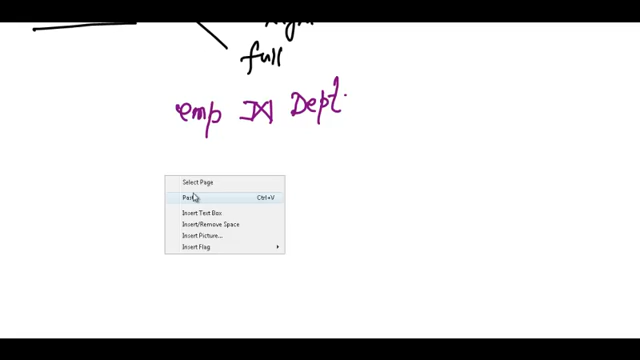 full
emp ⋈ Dept.
Select Page
Paste Ctrl+V
Insert Text Box
Insert/Remove Space
Insert Picture...
Insert Flag